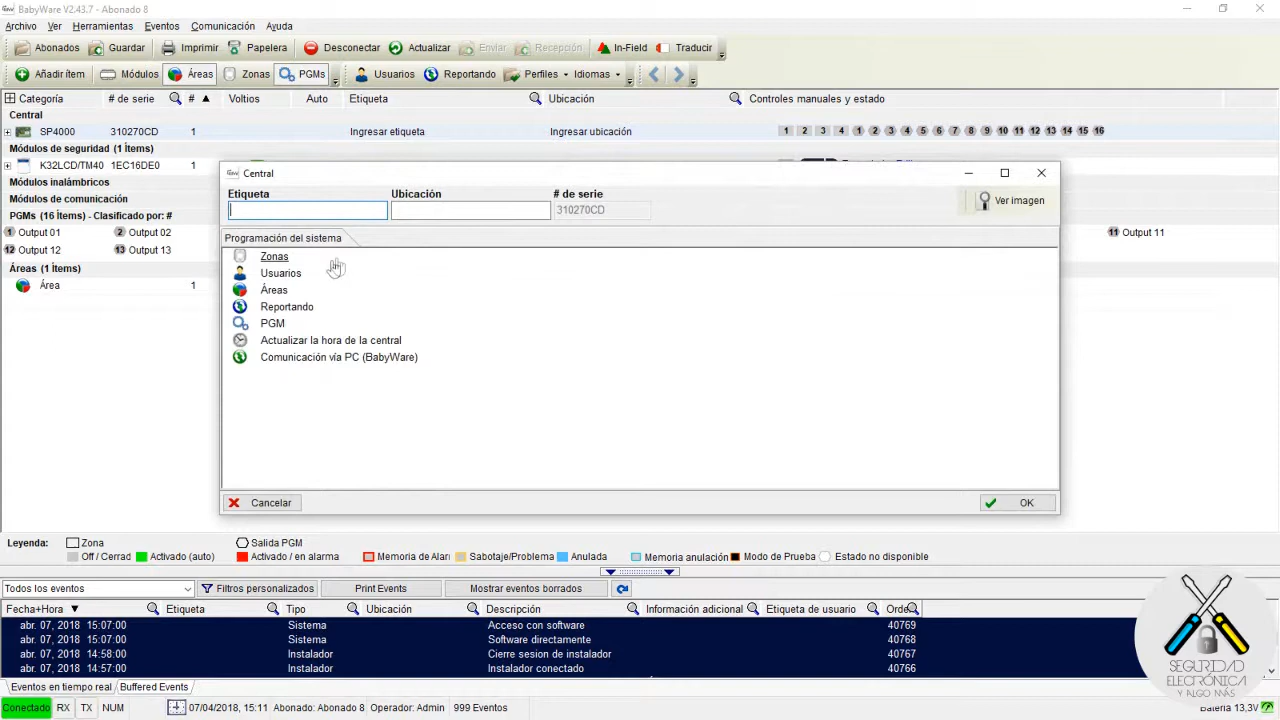 BabyWare V2.43.7 - Abonado 8
Archivo Ver Herramientas Eventos Comunicación Ayuda
Abonados Guardar Imprimir Papelera Desconectar Actualizar Enviar Recepción In-Field Traducir
Añadir ítem Módulos Áreas Zonas PGMs Usuarios Reportando Perfiles Idiomas
Categoría # de serie # Voltios Auto Etiqueta Ubicación Controles manuales y estado
Central
SP4000 310270CD 1 Ingresar etiqueta Ingresar ubicación 1 2 3 4 1 2 3 4 5 6 7 8 9 10 11 12 13 14 15 16
Módulos de seguridad (1 Ítems)
K32LCD/TM40 1EC16DE0 1
Módulos inalámbricos
Módulos de comunicación
PGMs (16 Ítems) - Clasificado por: #
1 Output 01 2 Output 02 11 Output 11
12 Output 12 13 Output 13
Áreas (1 Ítems)
Área 1
Central
Etiqueta Ubicación # de serie
310270CD Ver imagen
Programación del sistema
Zonas
Usuarios
Áreas
Reportando
PGM
Actualizar la hora de la central
Comunicación vía PC (BabyWare)
Cancelar OK
Leyenda: Zona Salida PGM
Off / Cerrad Activado (auto) Activado / en alarma Memoria de Alar Sabotaje/Problema Anulada Memoria anulación Modo de Prueba Estado no disponible
Todos los eventos Filtros personalizados Print Events Mostrar eventos borrados
Fecha+Hora Etiqueta Tipo Ubicación Descripción Información adicional Etiqueta de usuario Orde
abr. 07, 2018 15:07:00 Sistema Acceso con software 40769
abr. 07, 2018 15:07:00 Sistema Software directamente 40768
abr. 07, 2018 14:58:00 Instalador Cierre sesion de instalador 40767
abr. 07, 2018 14:57:00 Instalador Instalador conectado 40766
Eventos en tiempo real Buffered Events
Conectado RX TX NUM 07/04/2018, 15:11 Abonado: Abonado 8 Operador: Admin 999 Eventos Batería 13,3V
SEGURIDAD
ELECTRÓNICA
Y ALGO MÁS